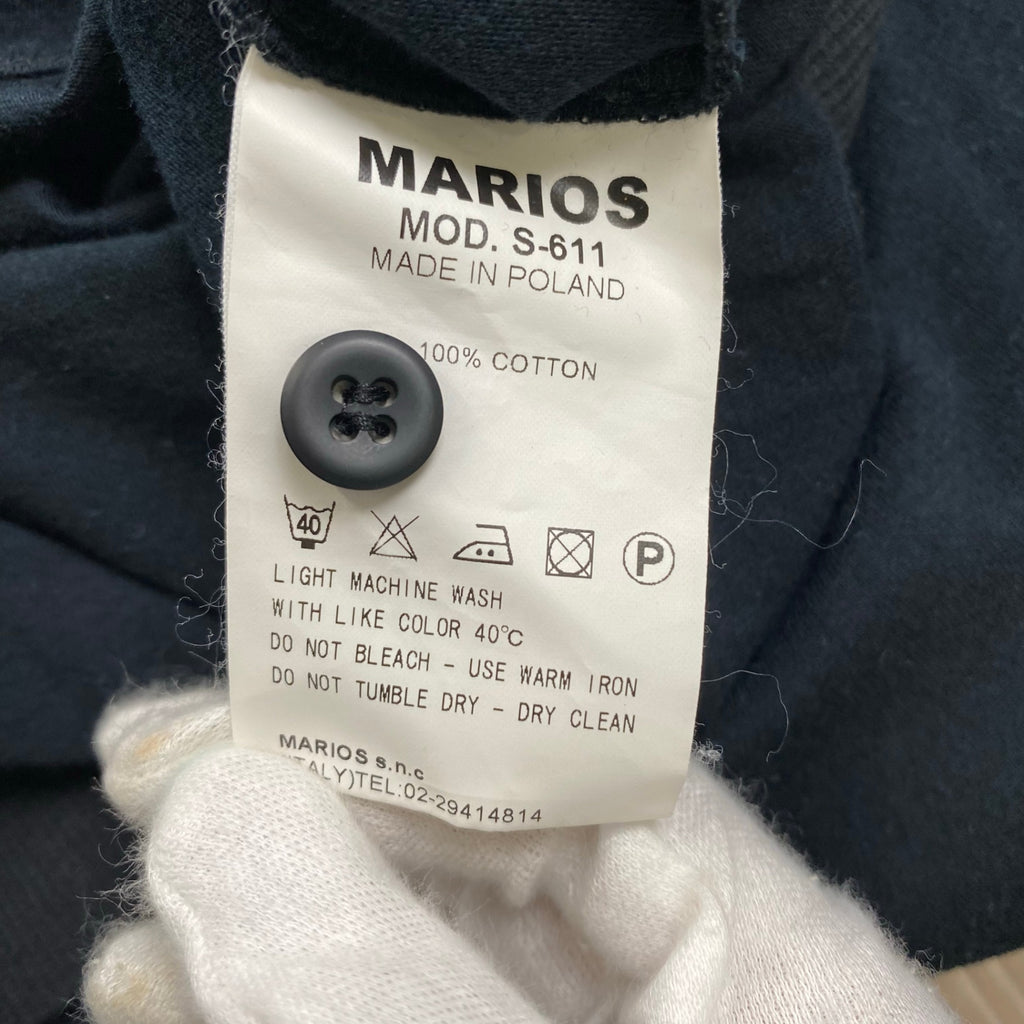 MARIOS
MOD. S-611
MADE IN POLAND
100% COTTON
40
P
LIGHT MACHINE WASH
WITH LIKE COLOR 40℃
DO NOT BLEACH - USE WARM IRON
DO NOT TUMBLE DRY - DRY CLEAN
MARIOS s.n.c
TALY)TEL:02-29414814